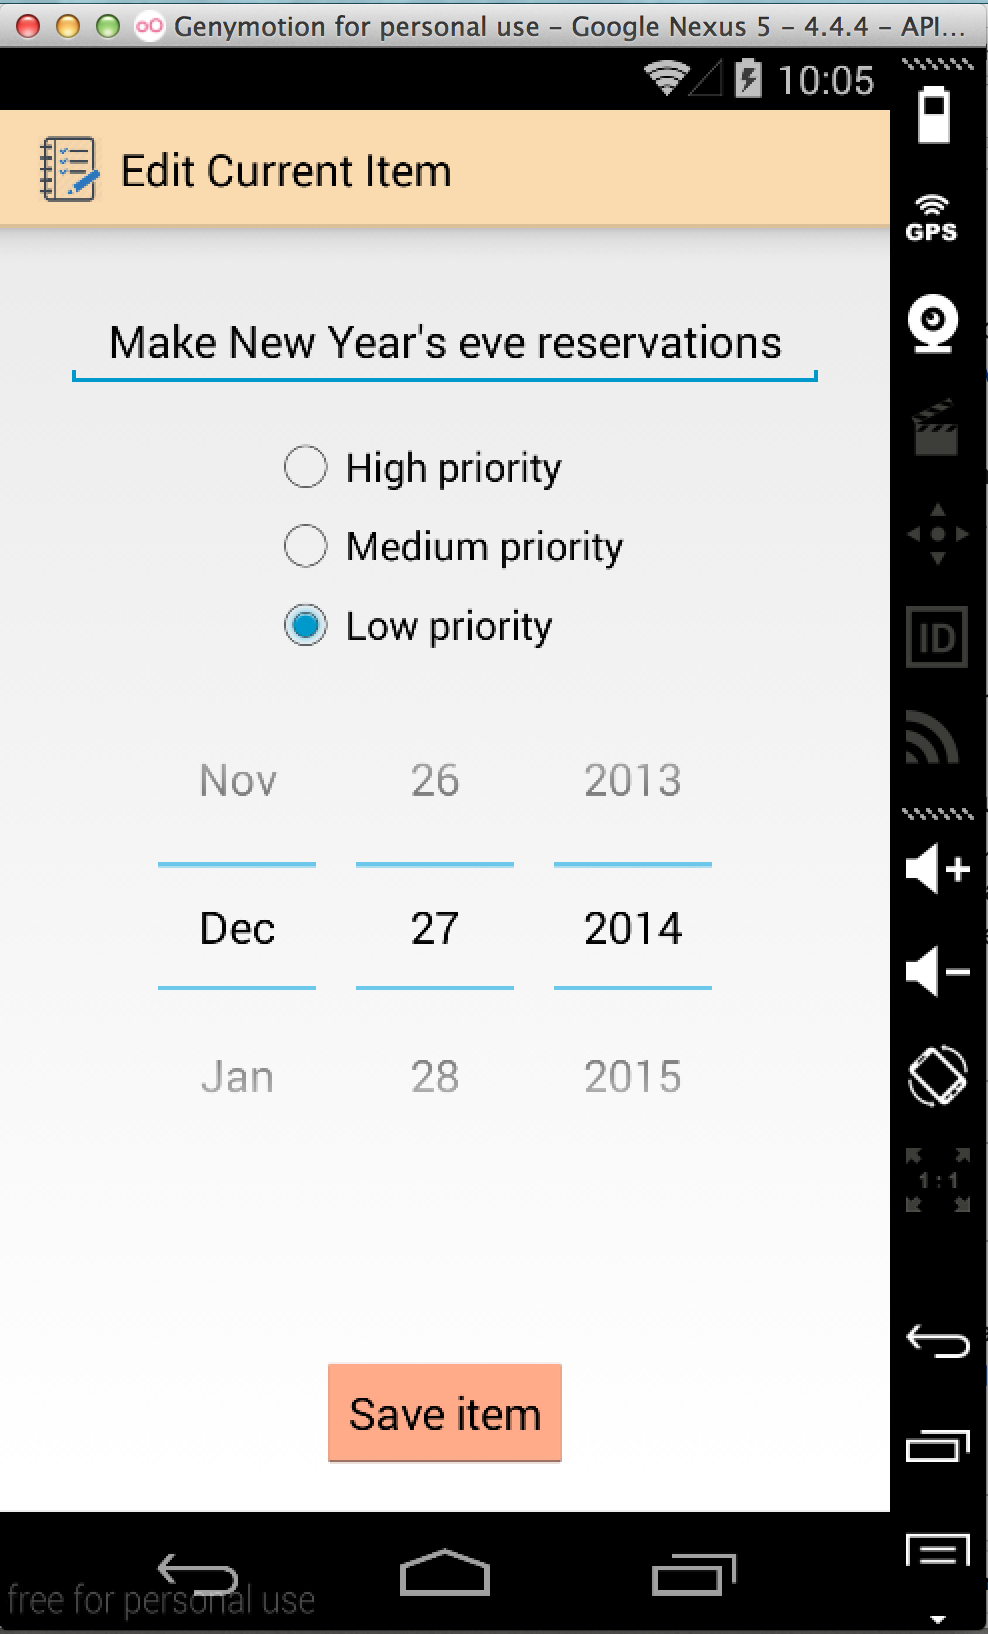 Genymotion for personal use - Google Nexus 5 - 4.4.4 - API...
10:05
Edit Current Item
GPS
Make New Year's eve reservations
High priority
Medium priority
Low priority
ID
Nov 26 2013
Dec 27 2014
Jan 28 2015
1:1
Save item
free for personal use